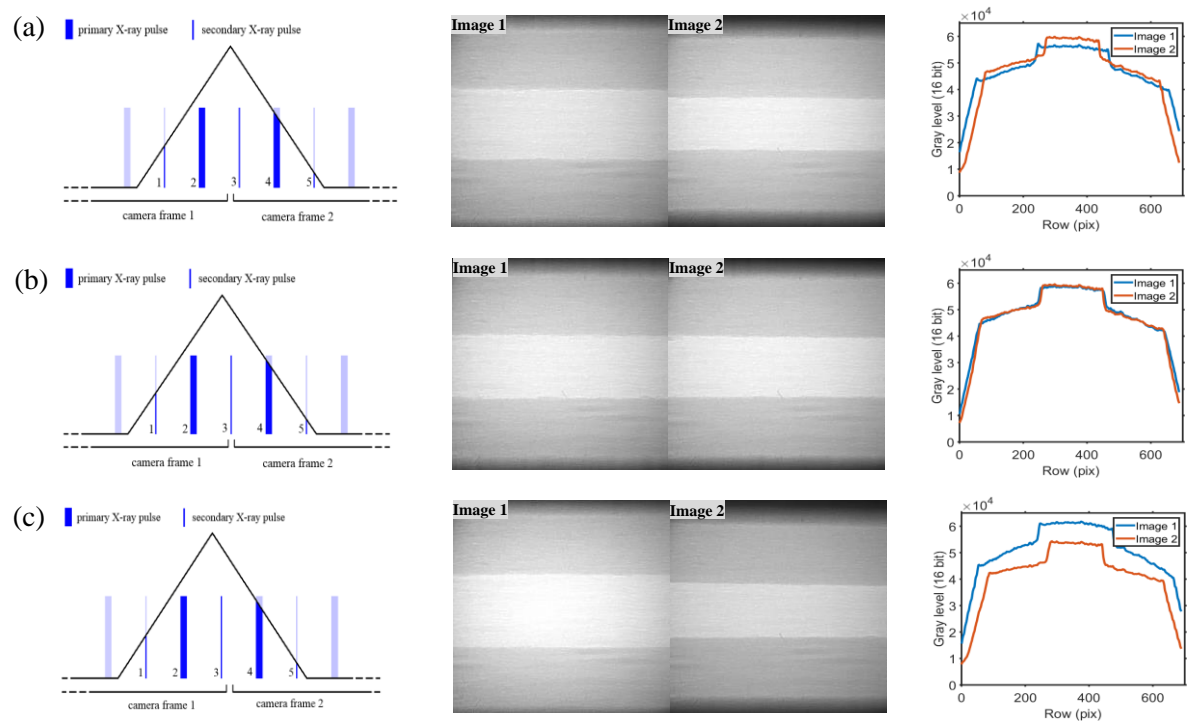 (a)
primary X-ray pulse secondary X-ray pulse
1 2 3 4 5
camera frame 1 camera frame 2
Image 1 Image 2
×10⁴
Gray level (16 bit)
6
5
4
3
2
1
0
0 200 400 600
Row (pix)
Image 1
Image 2
(b)
primary X-ray pulse secondary X-ray pulse
1 2 3 4 5
camera frame 1 camera frame 2
Image 1 Image 2
×10⁴
Gray level (16 bit)
6
5
4
3
2
1
0
0 200 400 600
Row (pix)
Image 1
Image 2
(c)
primary X-ray pulse secondary X-ray pulse
1 2 3 4 5
camera frame 1 camera frame 2
Image 1 Image 2
×10⁴
Gray level (16 bit)
6
5
4
3
2
1
0
0 200 400 600
Row (pix)
Image 1
Image 2